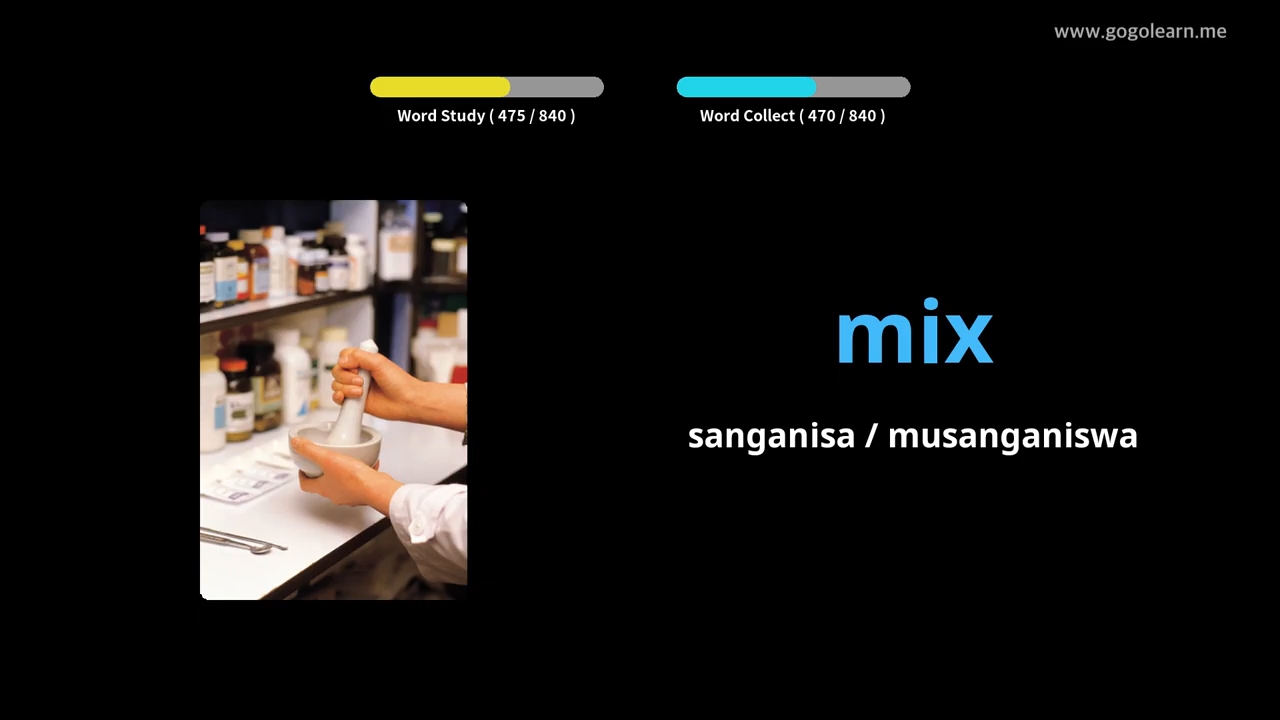 www.gogolearn.me
Word Study ( 475 / 840 )
Word Collect ( 470 / 840 )
mix
sanganisa / musanganiswa